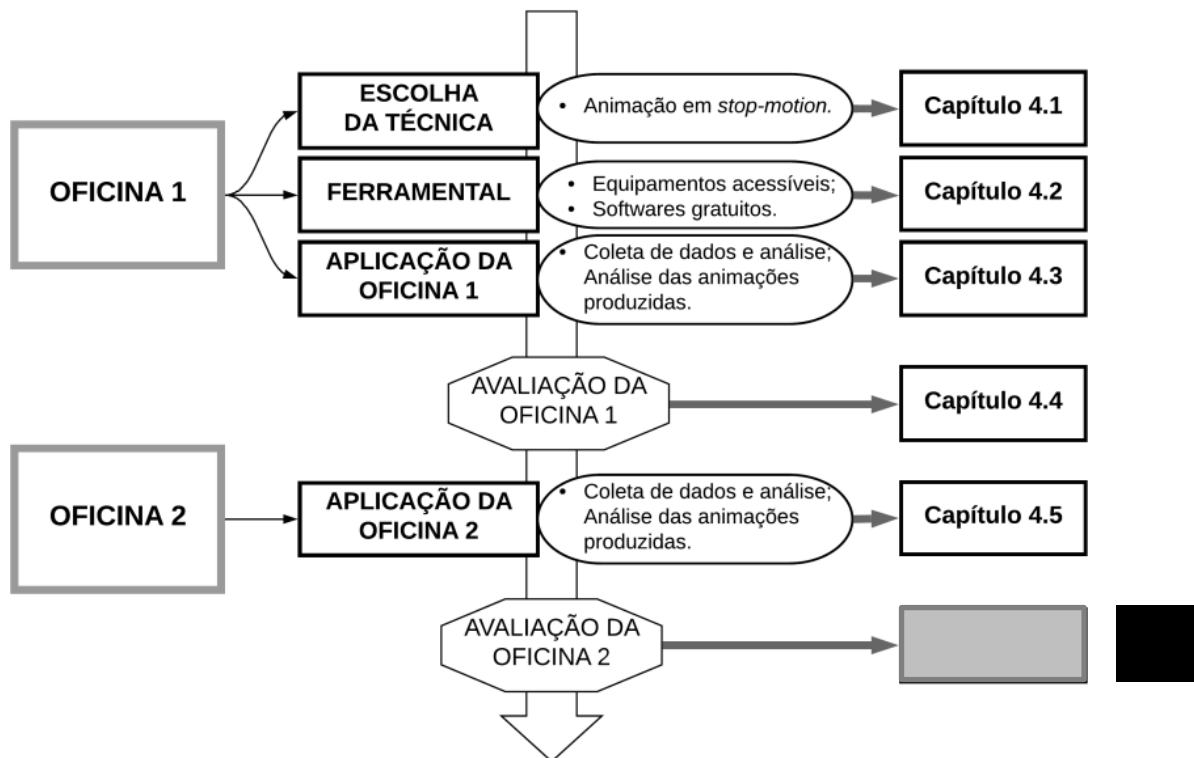 OFICINA 1
ESCOLHA
DA TÉCNICA
• Animação em stop-motion.
Capítulo 4.1
FERRAMENTAL
• Equipamentos acessíveis;
• Softwares gratuitos.
Capítulo 4.2
APLICAÇÃO DA
OFICINA 1
• Coleta de dados e análise;
Análise das animações
produzidas.
Capítulo 4.3
AVALIAÇÃO DA
OFICINA 1
Capítulo 4.4
OFICINA 2
APLICAÇÃO DA
OFICINA 2
• Coleta de dados e análise;
Análise das animações
produzidas.
Capítulo 4.5
AVALIAÇÃO DA
OFICINA 2